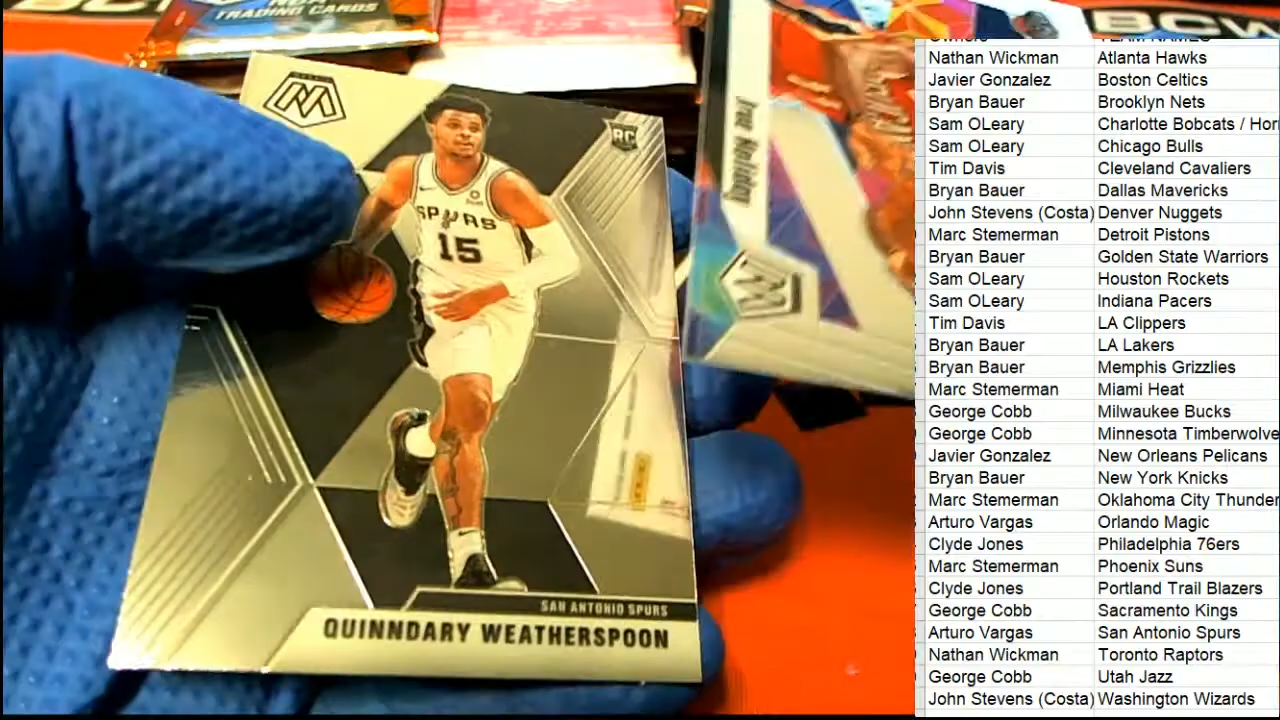 TRADING CARDS
BCW
RC
SPURS
15
SAN ANTONIO SPURS
QUINNDARY WEATHERSPOON
Jrue Holiday
Nathan Wickman Atlanta Hawks
Javier Gonzalez Boston Celtics
Bryan Bauer Brooklyn Nets
Sam OLeary Charlotte Bobcats / Hor
Sam OLeary Chicago Bulls
Tim Davis Cleveland Cavaliers
Bryan Bauer Dallas Mavericks
John Stevens (Costa) Denver Nuggets
Marc Stemerman Detroit Pistons
Bryan Bauer Golden State Warriors
Sam OLeary Houston Rockets
Sam OLeary Indiana Pacers
Tim Davis LA Clippers
Bryan Bauer LA Lakers
Bryan Bauer Memphis Grizzlies
Marc Stemerman Miami Heat
George Cobb Milwaukee Bucks
George Cobb Minnesota Timberwolve
Javier Gonzalez New Orleans Pelicans
Bryan Bauer New York Knicks
Marc Stemerman Oklahoma City Thunder
Arturo Vargas Orlando Magic
Clyde Jones Philadelphia 76ers
Marc Stemerman Phoenix Suns
Clyde Jones Portland Trail Blazers
George Cobb Sacramento Kings
Arturo Vargas San Antonio Spurs
Nathan Wickman Toronto Raptors
George Cobb Utah Jazz
John Stevens (Costa) Washington Wizards